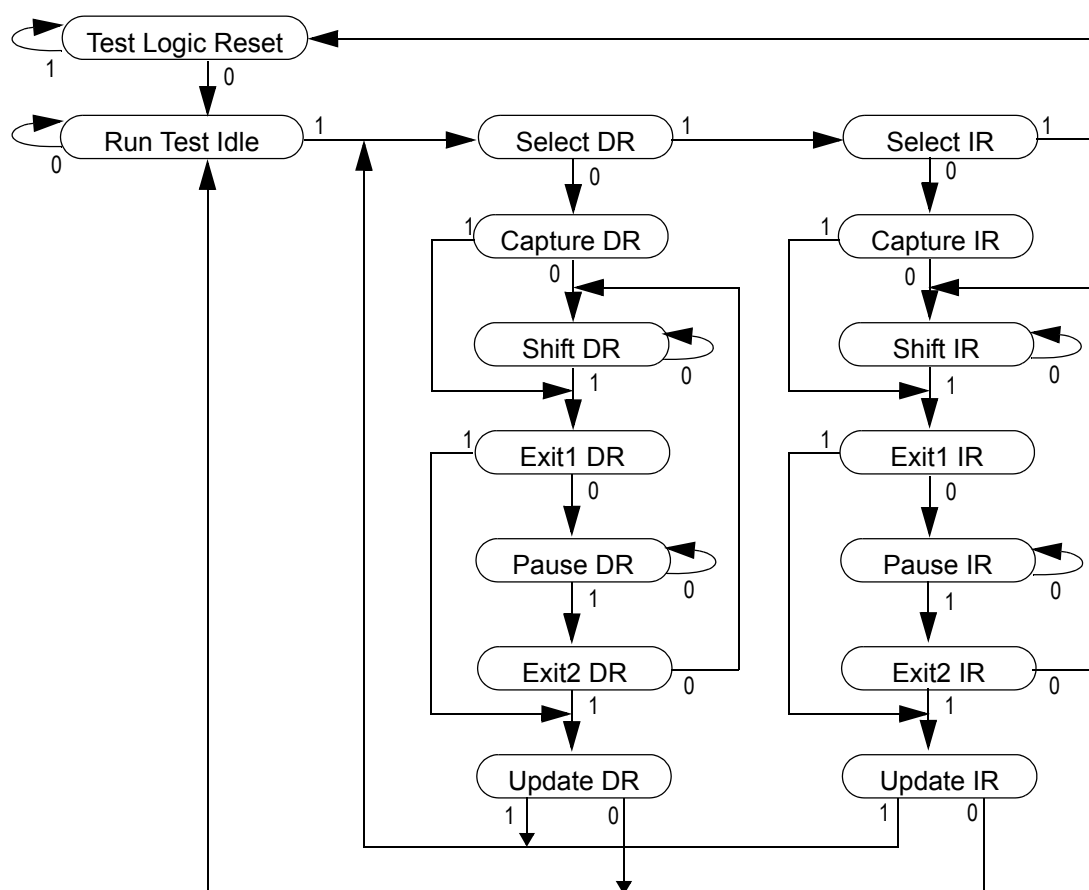 Test Logic Reset
1
0
Run Test Idle
1
0
Select DR
1
0
Select IR
1
0
Capture DR
1
0
Capture IR
1
0
Shift DR
0
1
Shift IR
0
1
Exit1 DR
1
0
Exit1 IR
1
0
Pause DR
0
1
Pause IR
0
1
Exit2 DR
0
1
Exit2 IR
0
1
Update DR
1
0
Update IR
1
0